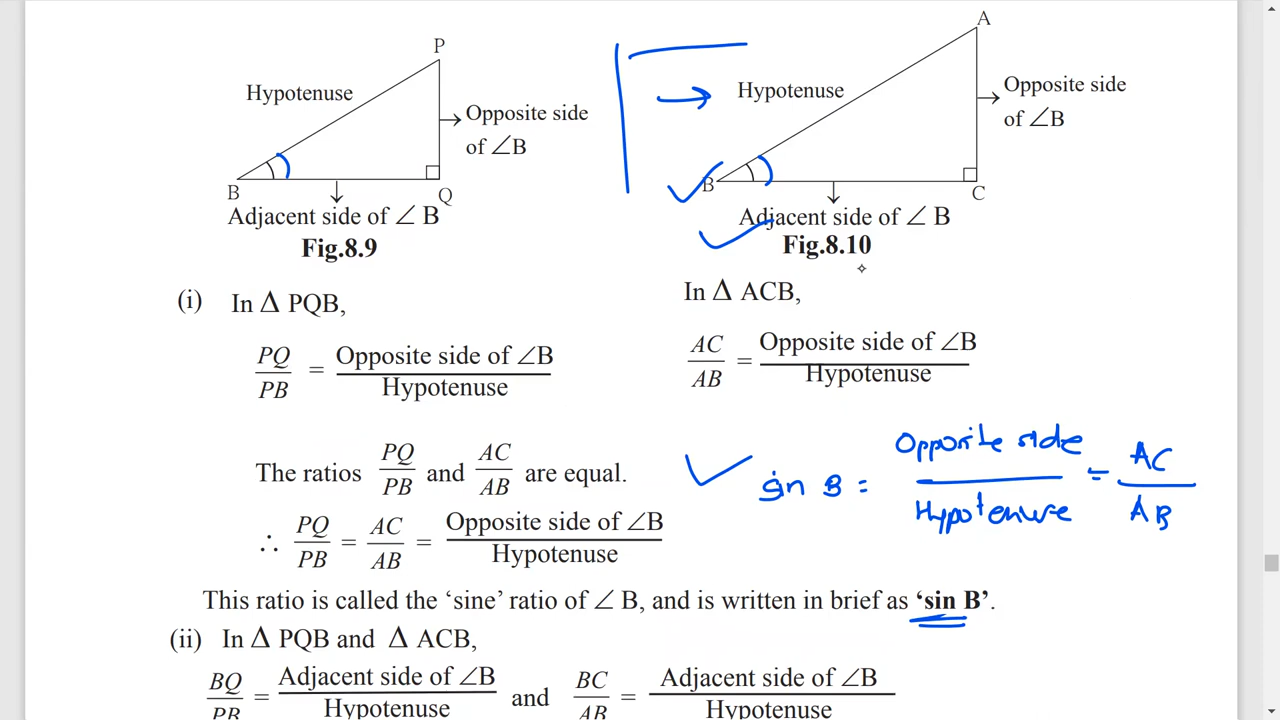 P
Hypotenuse
Opposite side
of ∠B
B
Q
Adjacent side of ∠ B
Fig.8.9
A
Hypotenuse
Opposite side
of ∠B
B
C
Adjacent side of ∠ B
Fig.8.10
(i) In Δ PQB,
PQ/PB = Opposite side of ∠B/Hypotenuse
In Δ ACB,
AC/AB = Opposite side of ∠B/Hypotenuse
The ratios PQ/PB and AC/AB are equal.
sin B = Opposite side/Hypotenuse = AC/AB
∴ PQ/PB = AC/AB = Opposite side of ∠B/Hypotenuse
This ratio is called the ‘sine’ ratio of ∠ B, and is written in brief as ‘sin B’.
(ii) In Δ PQB and Δ ACB,
BQ/PB = Adjacent side of ∠B/Hypotenuse and BC/AB = Adjacent side of ∠B/Hypotenuse